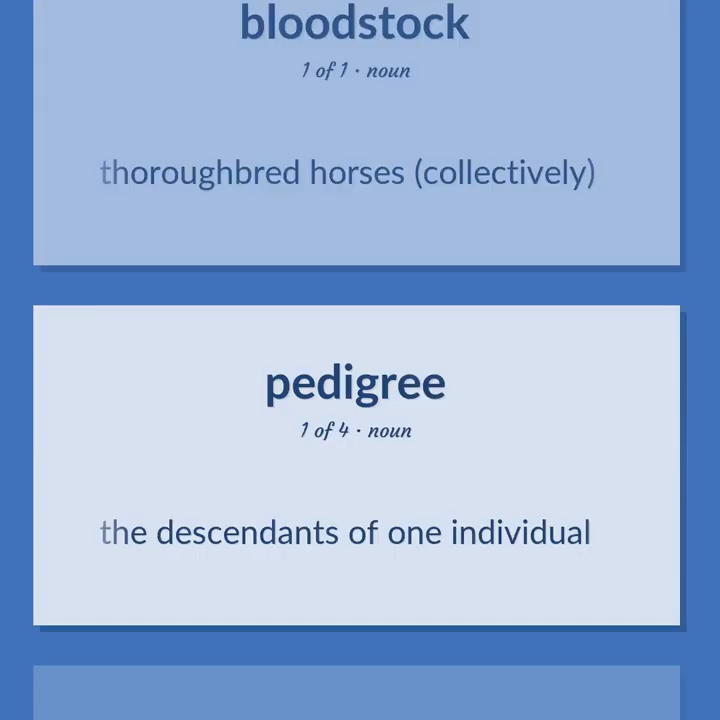 bloodstock
1 of 1 · noun
thoroughbred horses (collectively)
pedigree
1 of 4 · noun
the descendants of one individual